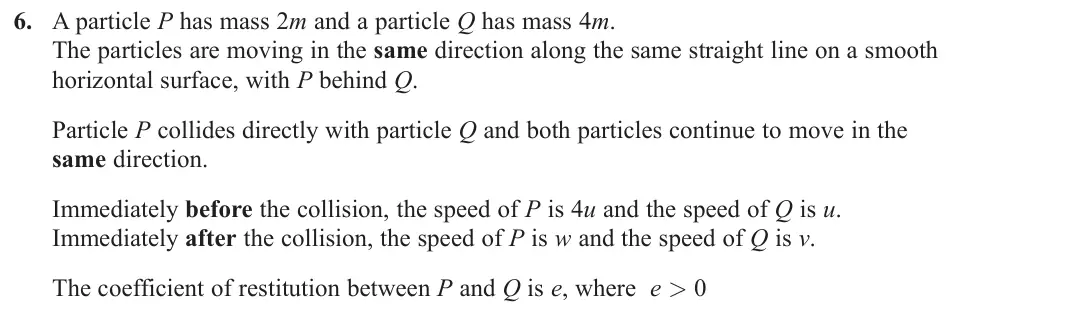 6. A particle P has mass 2m and a particle Q has mass 4m.
The particles are moving in the same direction along the same straight line on a smooth
horizontal surface, with P behind Q.
Particle P collides directly with particle Q and both particles continue to move in the
same direction.
Immediately before the collision, the speed of P is 4u and the speed of Q is u.
Immediately after the collision, the speed of P is w and the speed of Q is v.
The coefficient of restitution between P and Q is e, where e > 0